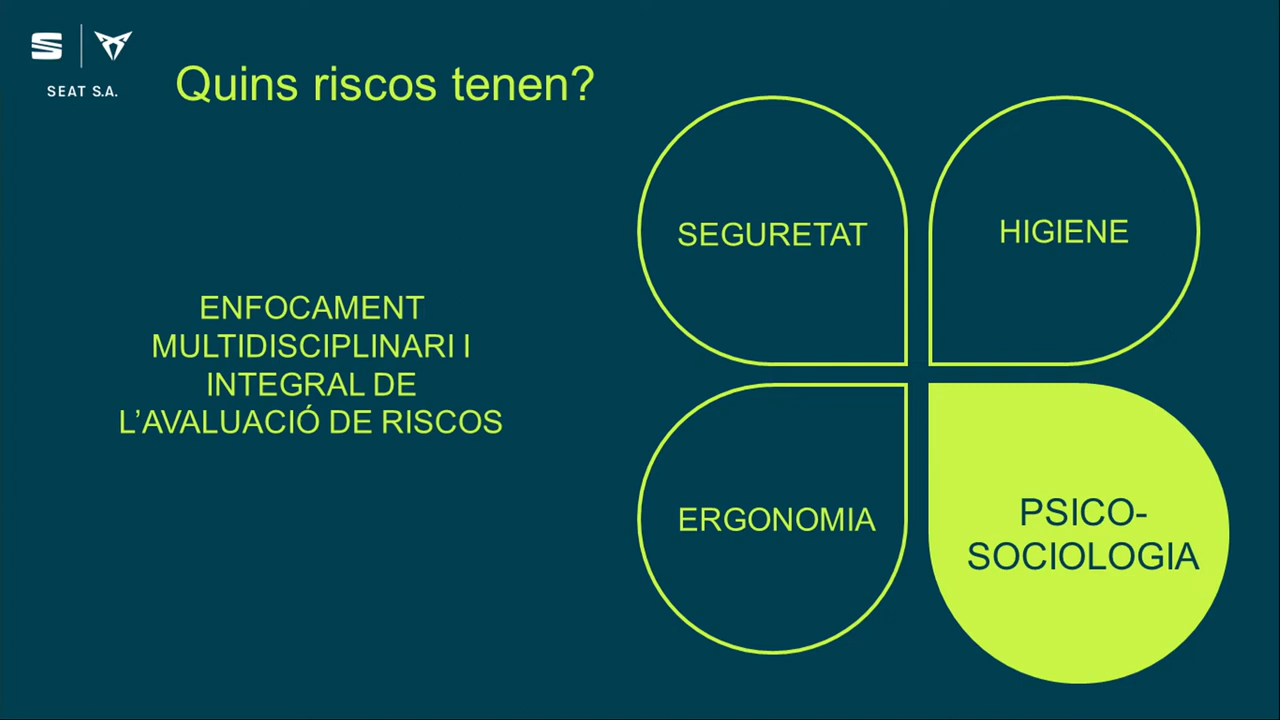 SEAT S.A.
Quins riscos tenen?
ENFOCAMENT
MULTIDISCIPLINARI I
INTEGRAL DE
L’AVALUACIÓ DE RISCOS
SEGURETAT
HIGIENE
ERGONOMIA
PSICO-
SOCIOLOGIA